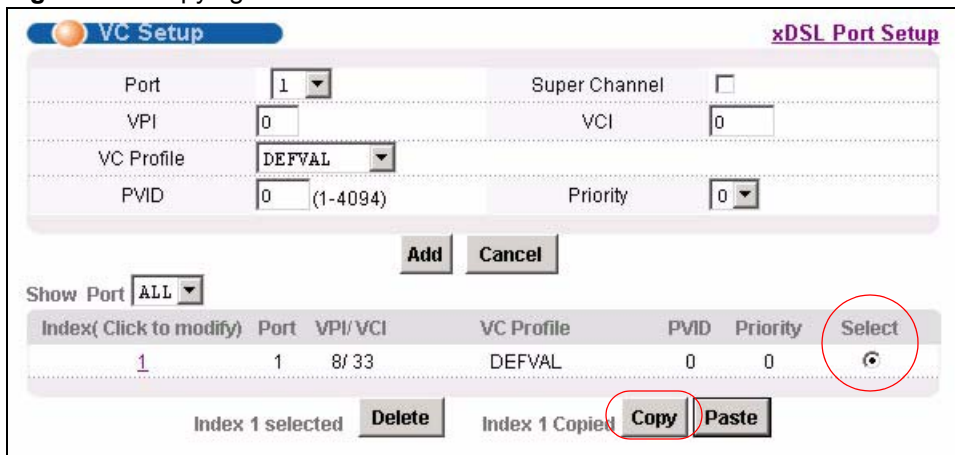 VC Setup
xDSL Port Setup
Port 1 Super Channel
VPI 0 VCI 0
VC Profile DEFVAL
PVID 0 (1-4094) Priority 0
Add Cancel
Show Port ALL
Index( Click to modify) Port VPI/ VCI VC Profile PVID Priority Select
1 1 8/ 33 DEFVAL 0 0
Index 1 selected Delete Index 1 Copied Copy Paste